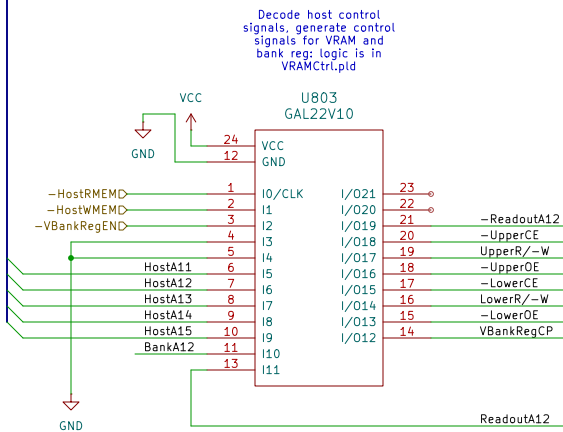 Decode host control
signals, generate control
signals for VRAM and
bank reg: logic is in
VRAMCtrl.pld
VCC
U803
GAL22V10
GND
24 VCC
12 GND
-HostRMEM 1 I0/CLK I/O21 23
-HostWMEM 2 I1 I/O20 22
-VBankRegEN 3 I2 I/O19 21 -ReadoutA12
4 I3 I/O18 20 -UpperCE
5 I4 I/O17 19 UpperR/-W
HostA11 6 I5 I/O16 18 -UpperOE
HostA12 7 I6 I/O15 17 -LowerCE
HostA13 8 I7 I/O14 16 LowerR/-W
HostA14 9 I8 I/O13 15 -LowerOE
HostA15 10 I9 I/O12 14 VBankRegCP
BankA12 11 I10
13 I11
GND
ReadoutA12